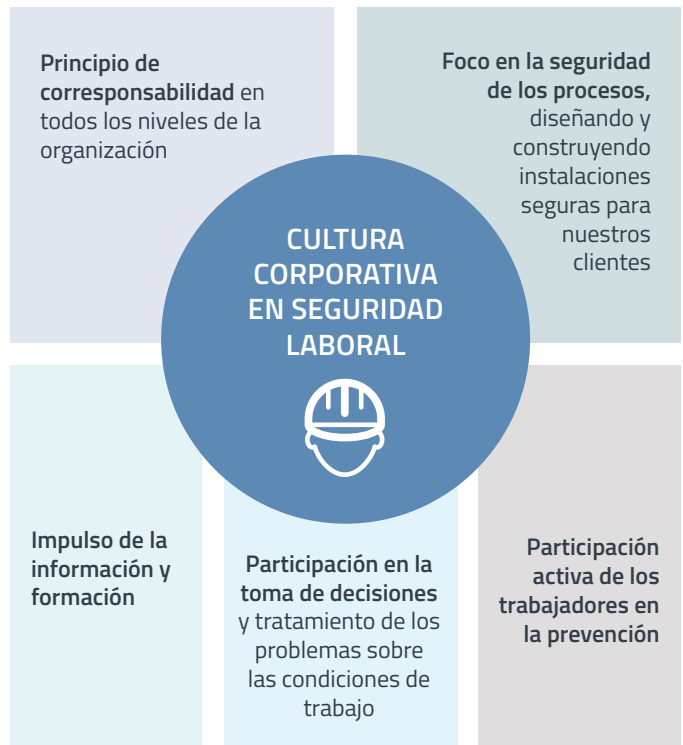 Principio de
corresponsabilidad en
todos los niveles de la
organización
Foco en la seguridad
de los procesos,
diseñando y
construyendo
instalaciones
seguras para
nuestros
clientes
CULTURA
CORPORATIVA
EN SEGURIDAD
LABORAL
Impulso de la
información y
formación
Participación en la
toma de decisiones
y tratamiento de los
problemas sobre
las condiciones de
trabajo
Participación
activa de los
trabajadores en
la prevención